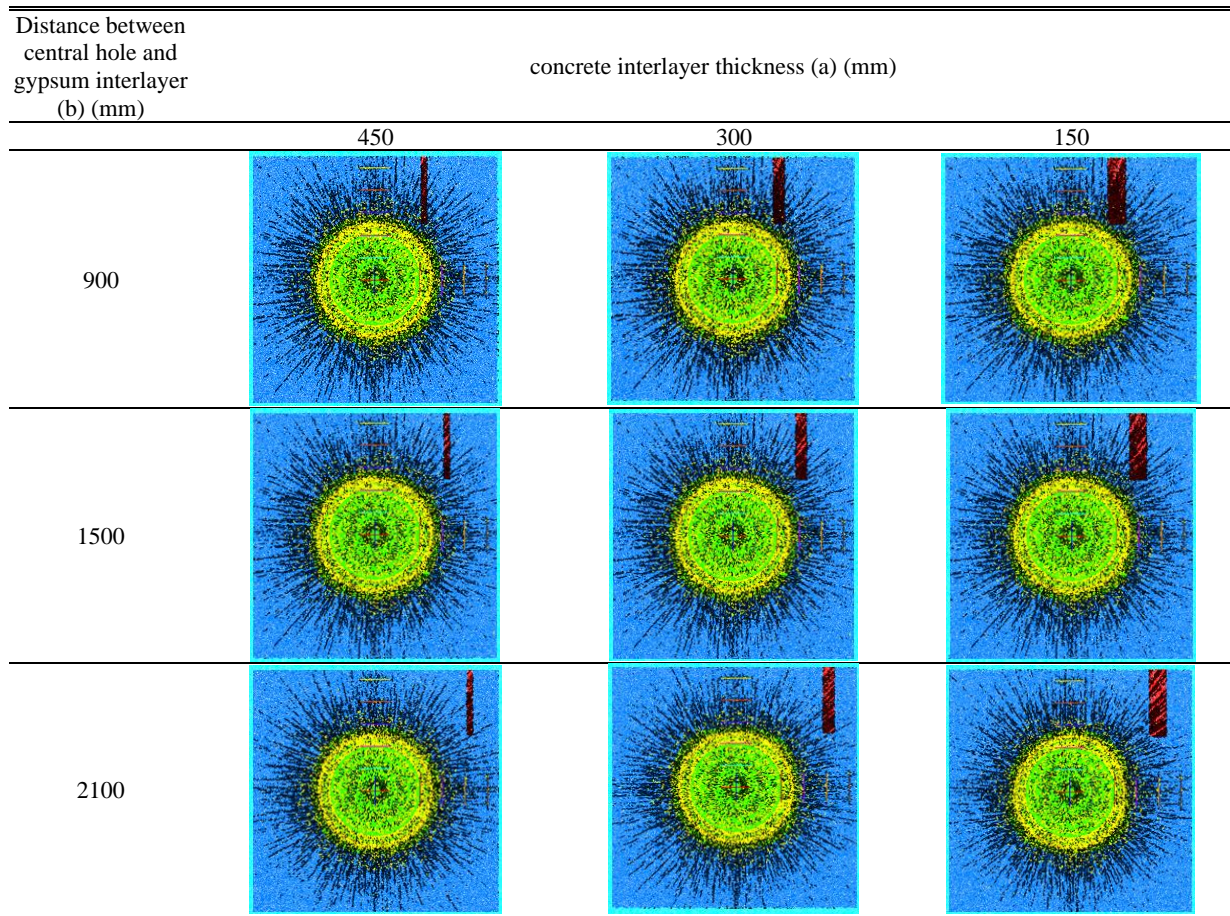 Distance between
central hole and
gypsum interlayer
(b) (mm)
concrete interlayer thickness (a) (mm)
450 300 150
900
1500
2100